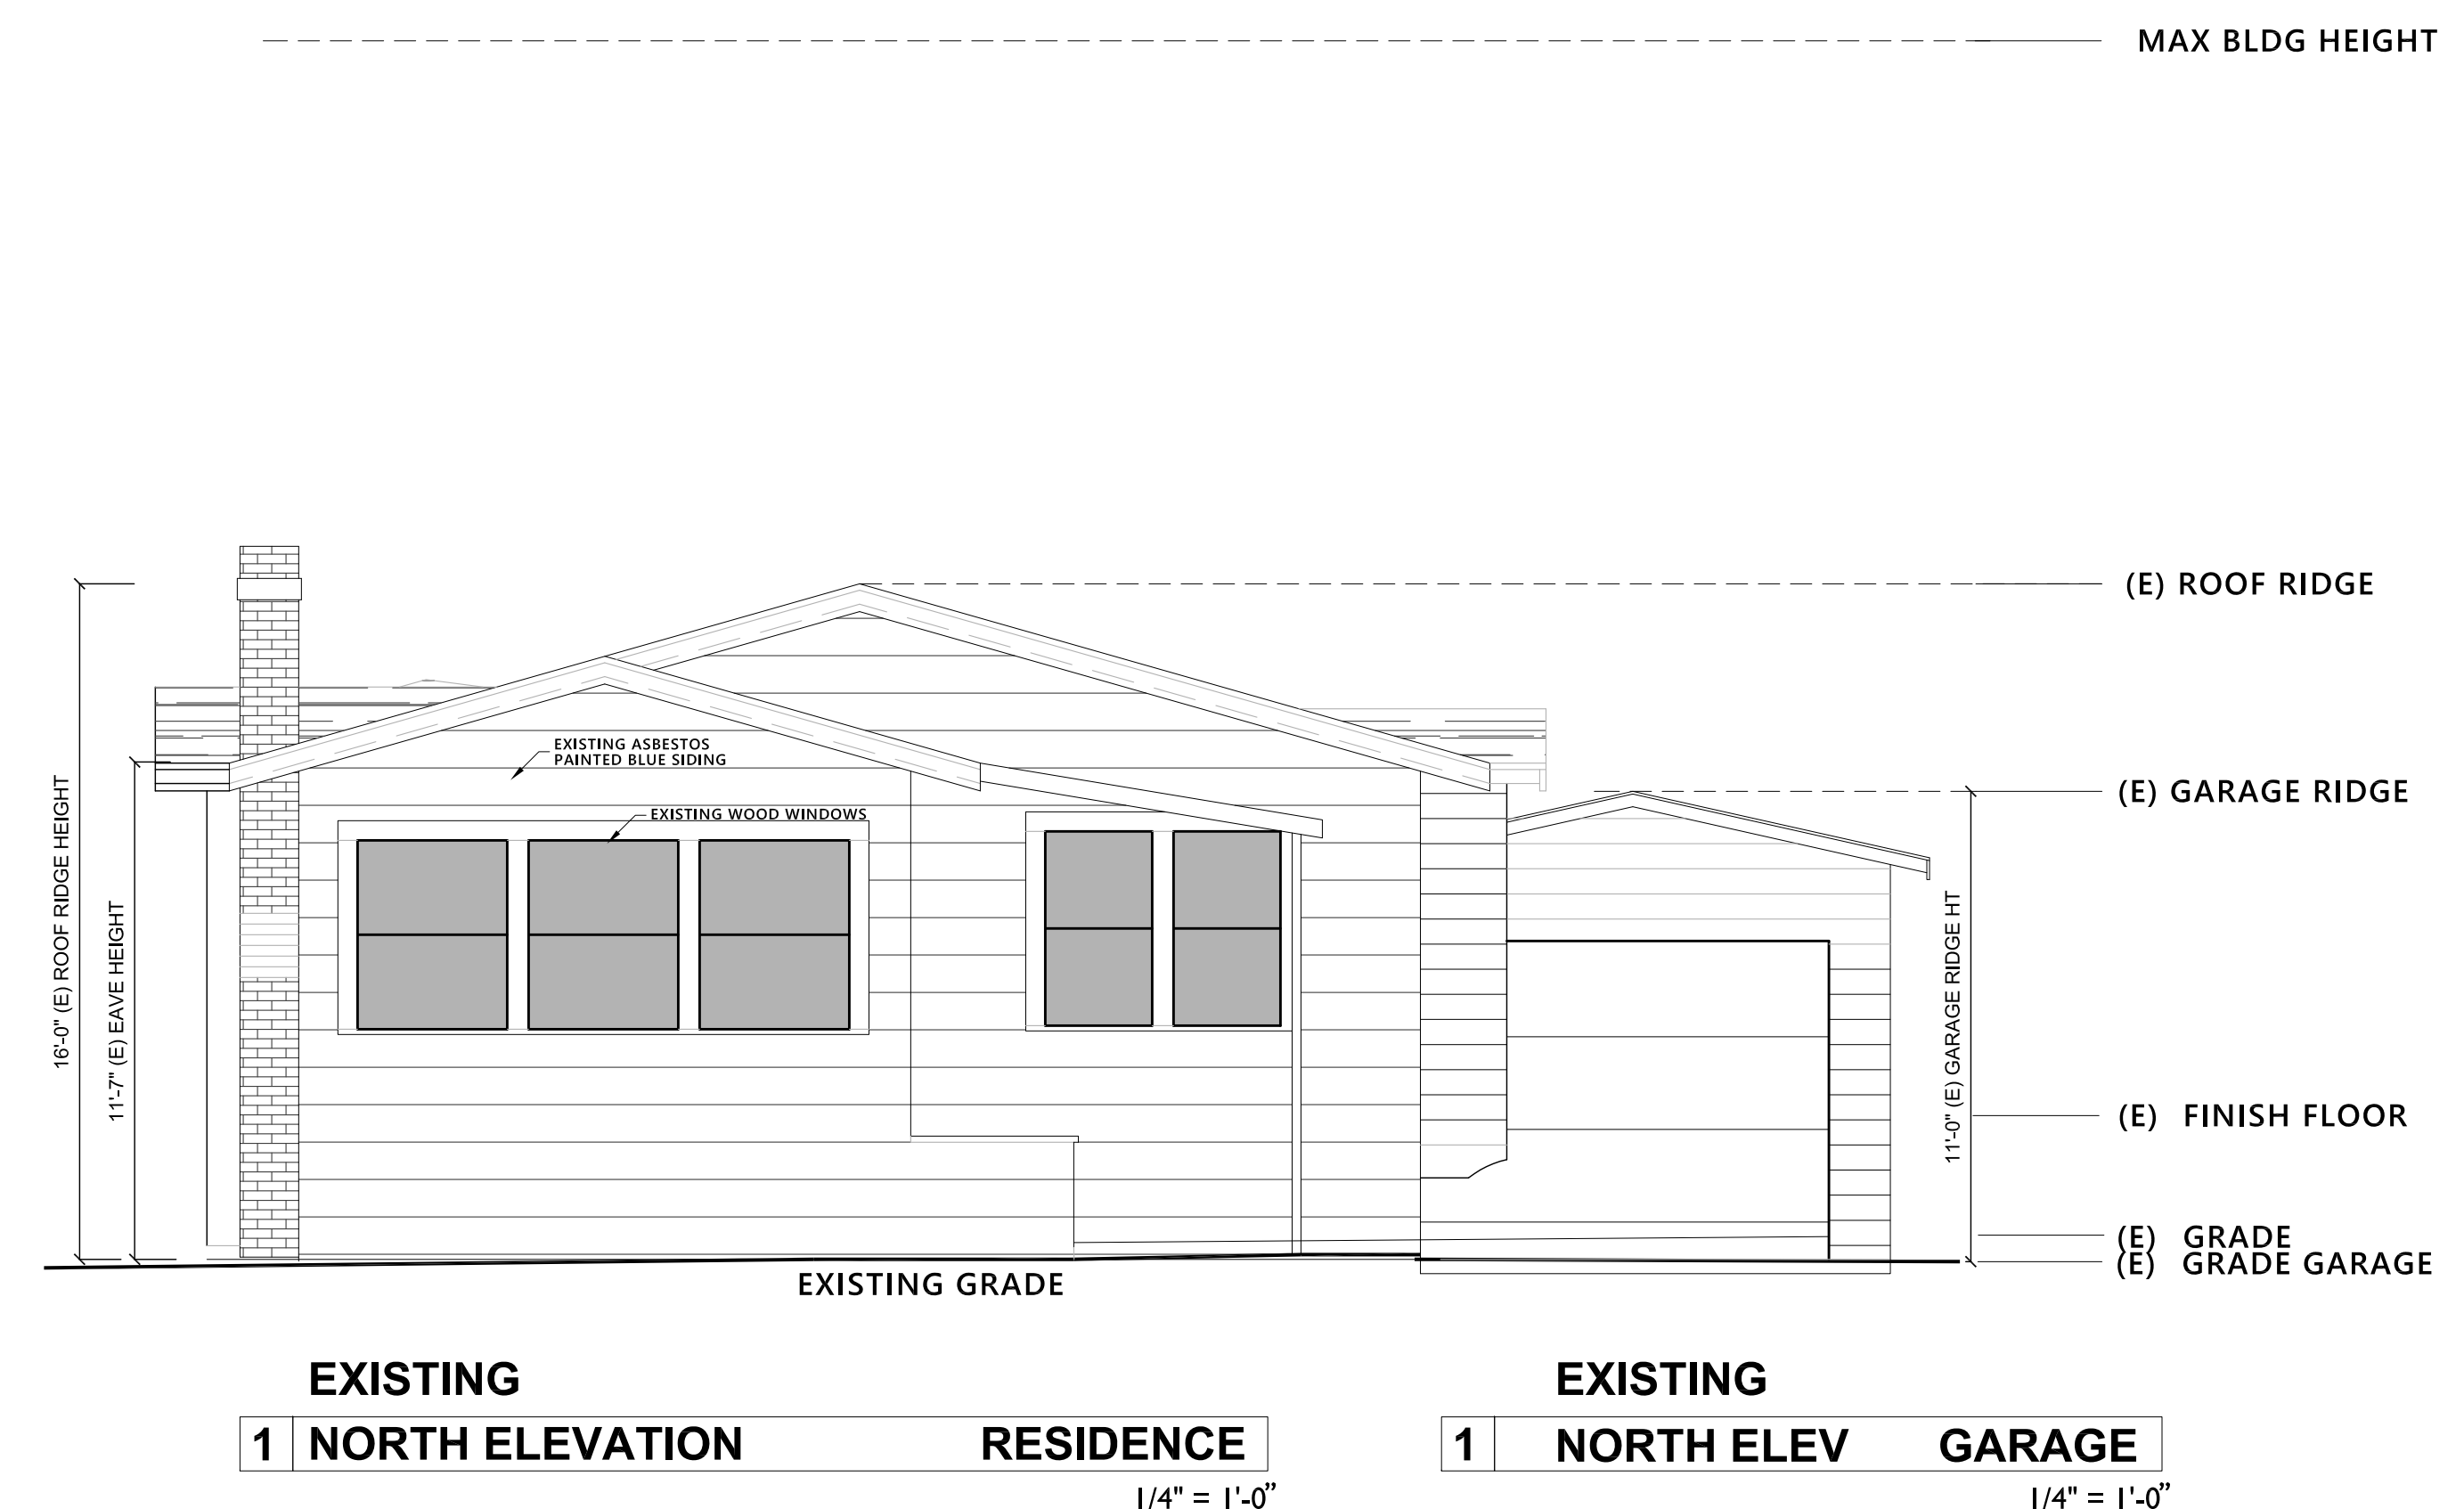 MAX BLDG HEIGHT
(E) ROOF RIDGE
16'-0" (E) ROOF RIDGE HEIGHT
11'-7" (E) EAVE HEIGHT
EXISTING ASBESTOS
PAINTED BLUE SIDING
EXISTING WOOD WINDOWS
(E) GARAGE RIDGE
11'-0" (E) GARAGE RIDGE HT
(E) FINISH FLOOR
(E) GRADE
(E) GRADE GARAGE
EXISTING GRADE
EXISTING
1 NORTH ELEVATION RESIDENCE
1/4" = 1'-0"
EXISTING
1 NORTH ELEV GARAGE
1/4" = 1'-0"